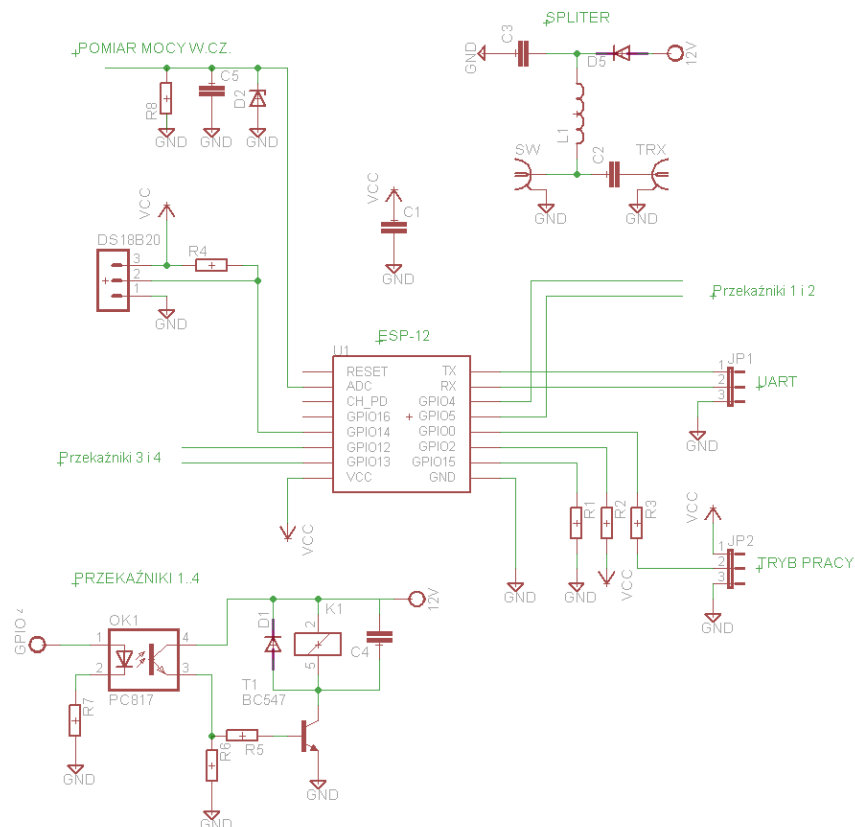 SPLITER
POMIAR MOCY W.CZ.
C3
GND
D5
12V
R8
C5
D2
GND
GND
GND
L1
SW
C2
TRX
GND
GND
VCC
C1
GND
VCC
DS18B20
R4
3
2
1
GND
Przekaźniki 1 i 2
ESP-12
U1
RESET
TX
ADC
RX
CH_PD
GPIO4
GPIO16
GPIO5
GPIO14
GPIO0
GPIO12
GPIO2
GPIO13
GPIO15
VCC
GND
JP1
1
2
3
UART
GND
Przekaźniki 3 i 4
VCC
R1
R2
R3
GND
GND
VCC
VCC
JP2
1
2
3
TRYB PRACY
GND
PRZEKAŹNIKI 1..4
GPIO 4
OK1
1
2
4
3
PC817
R7
GND
D1
K1
2
5
C4
12V
T1
BC547
R6
R5
GND
GND